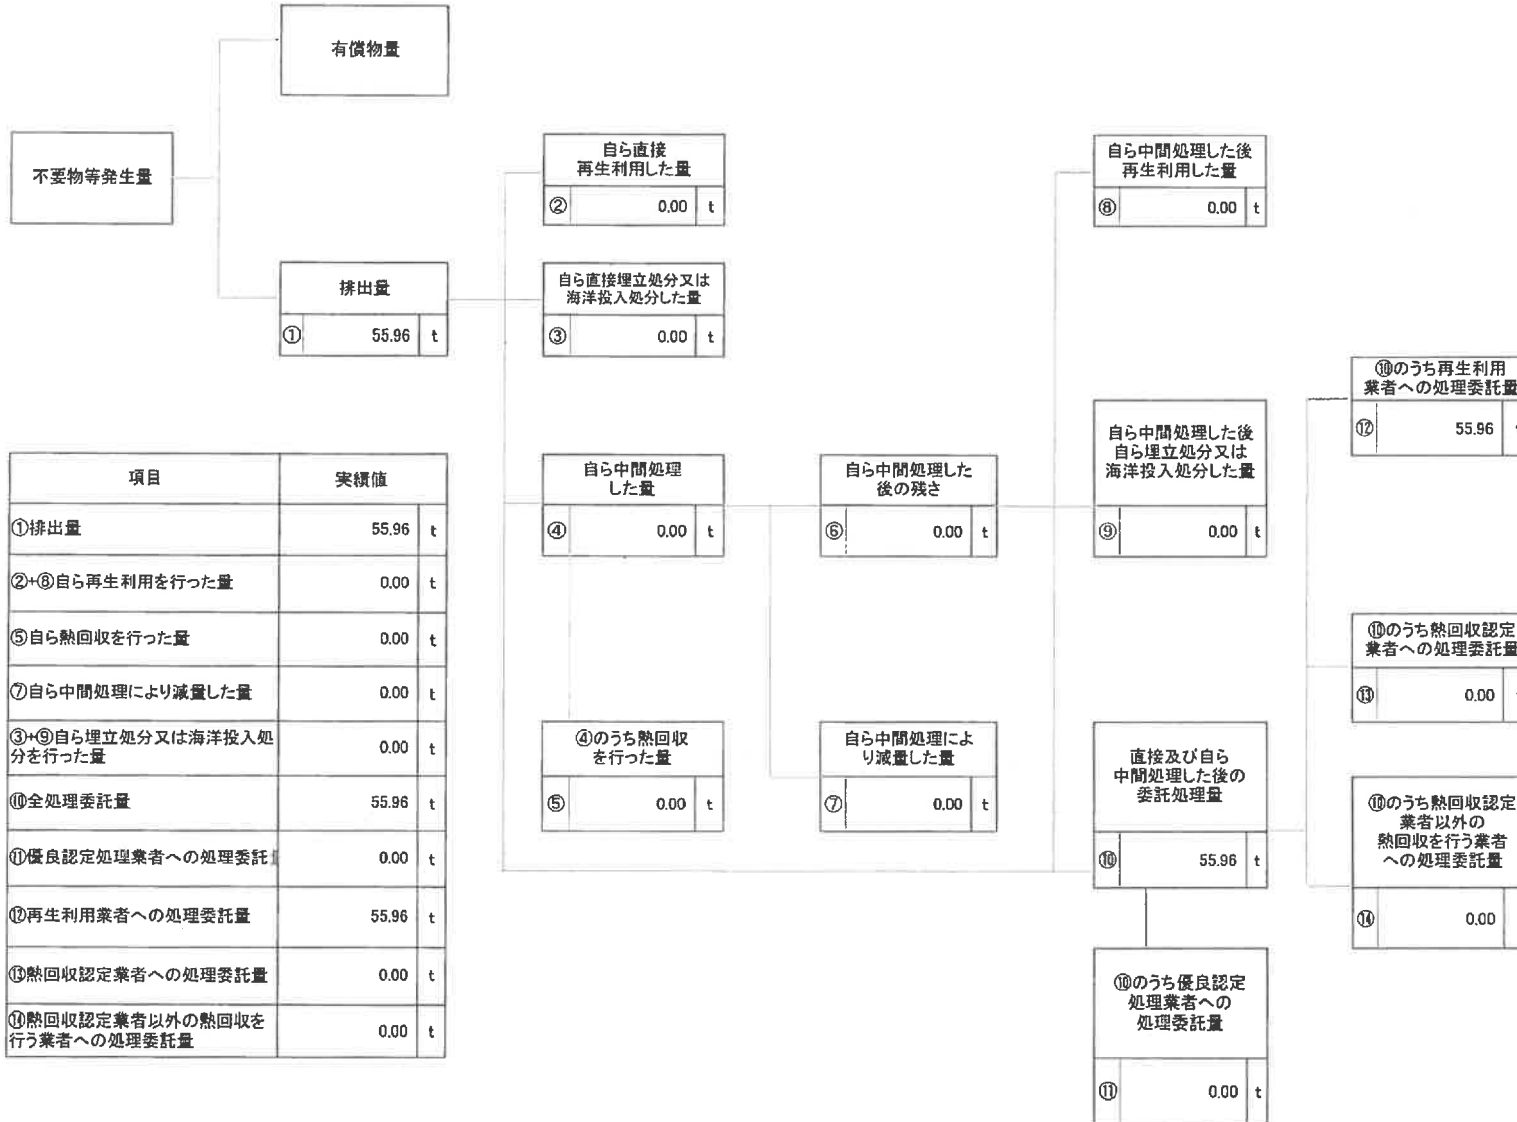 有償物量
不要物等発生量
排出量
① 55.96 t
自ら直接
再生利用した量
② 0.00 t
自ら直接埋立処分又は
海洋投入処分した量
③ 0.00 t
自ら中間処理
した量
④ 0.00 t
④のうち熱回収
を行った量
⑤ 0.00 t
自ら中間処理した
後の残さ
⑥ 0.00 t
自ら中間処理によ
り減量した量
⑦ 0.00 t
自ら中間処理した後
再生利用した量
⑧ 0.00 t
自ら中間処理した後
自ら埋立処分又は
海洋投入処分した量
⑨ 0.00 t
直接及び自ら
中間処理した後の
委託処理量
⑩ 55.96 t
⑩のうち優良認定
処理業者への
処理委託量
⑪ 0.00 t
⑩のうち再生利用
業者への処理委託量
⑫ 55.96
⑩のうち熱回収認定
業者への処理委託量
⑬ 0.00
⑩のうち熱回収認定
業者以外の
熱回収を行う業者
への処理委託量
⑭ 0.00
項目 実績値
①排出量 55.96 t
②+⑧自ら再生利用を行った量 0.00 t
⑤自ら熱回収を行った量 0.00 t
⑦自ら中間処理により減量した量 0.00 t
③+⑨自ら埋立処分又は海洋投入処
分を行った量 0.00 t
⑩全処理委託量 55.96 t
⑪優良認定処理業者への処理委託 0.00 t
⑫再生利用業者への処理委託量 55.96 t
⑬熱回収認定業者への処理委託量 0.00 t
⑭熱回収認定業者以外の熱回収を
行う業者への処理委託量 0.00 t